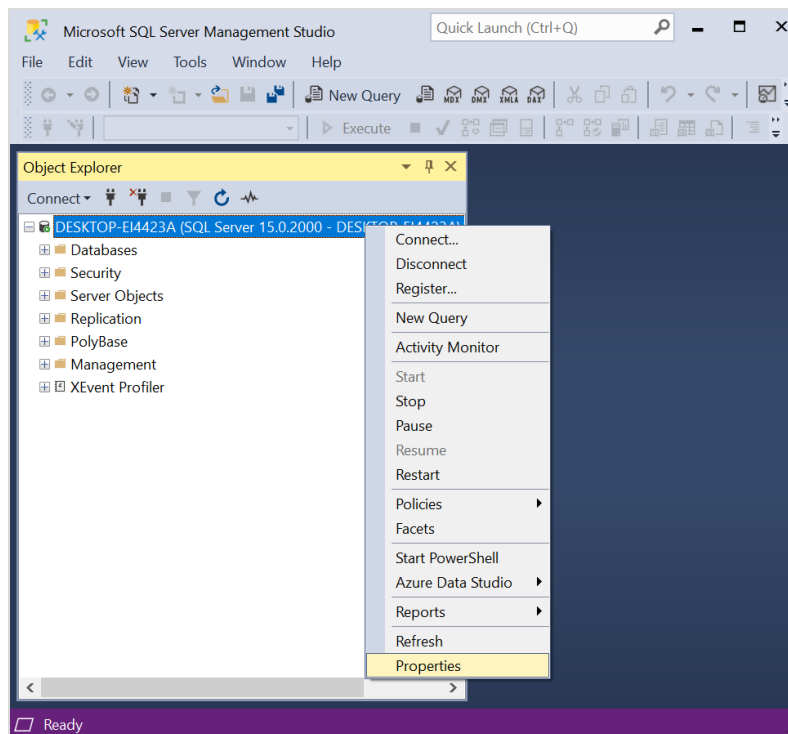 Microsoft SQL Server Management Studio
Quick Launch (Ctrl+Q)
File Edit View Tools Window Help
New Query MDX DMX XMLA DAX
Execute
Object Explorer
Connect
DESKTOP-EI4423A (SQL Server 15.0.2000 - DESKTOP-EI4423A)
Databases
Security
Server Objects
Replication
PolyBase
Management
XEvent Profiler
Connect...
Disconnect
Register...
New Query
Activity Monitor
Start
Stop
Pause
Resume
Restart
Policies
Facets
Start PowerShell
Azure Data Studio
Reports
Refresh
Properties
Ready